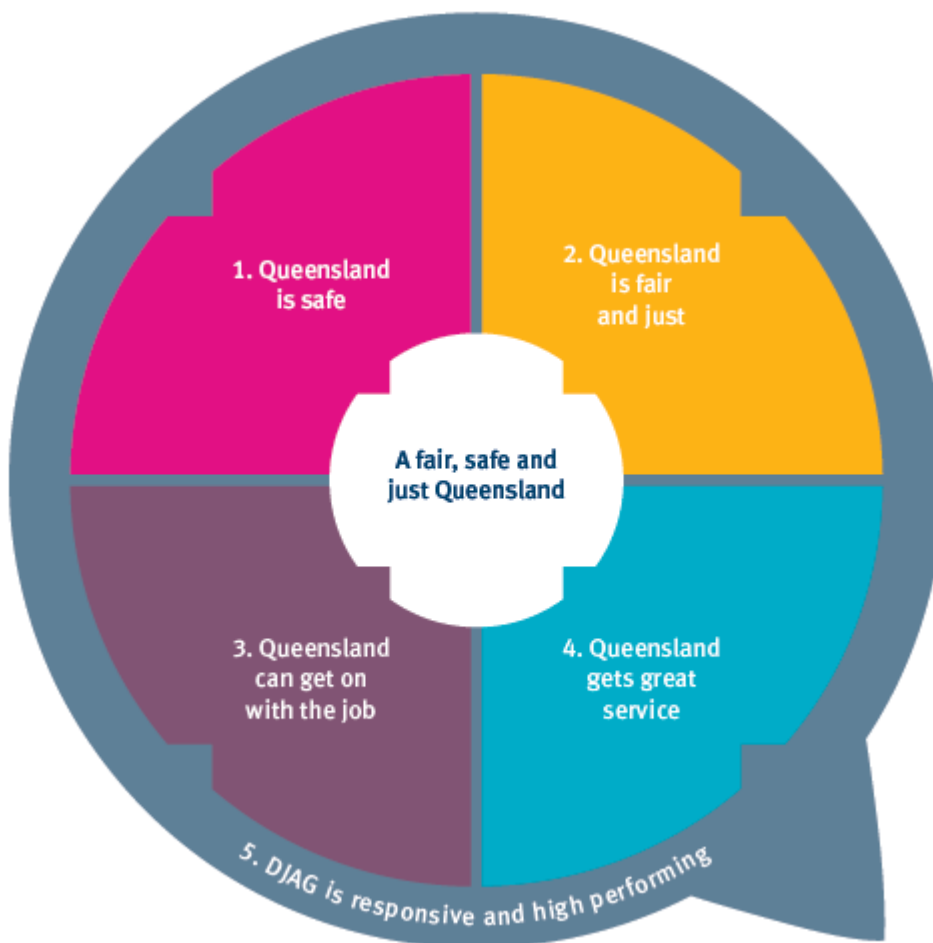 1. Queensland
is safe
2. Queensland
is fair
and just
A fair, safe and
just Queensland
3. Queensland
can get on
with the job
4. Queensland
gets great
service
5. DJAG is responsive and high performing